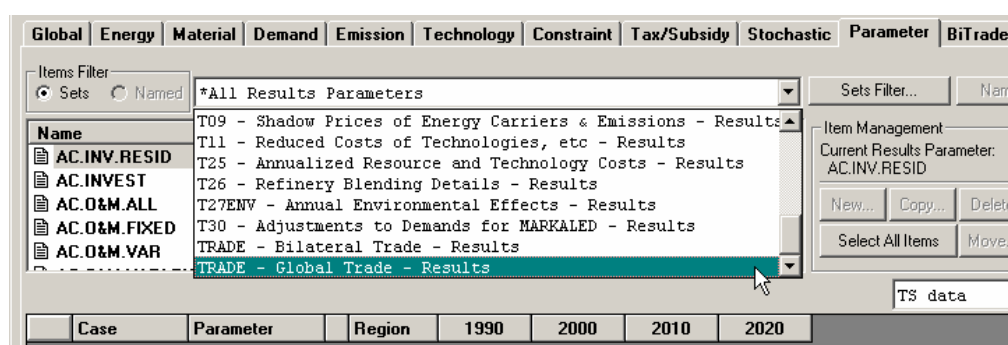 Global Energy Material Demand Emission Technology Constraint Tax/Subsidy Stochastic Parameter BiTrade
Items Filter
Sets Named *All Results Parameters Sets Filter...
Name
AC.INV.RESID
AC.INVEST
AC.O&M.ALL
AC.O&M.FIXED
AC.O&M.VAR
T09 - Shadow Prices of Energy Carriers & Emissions - Results
T11 - Reduced Costs of Technologies, etc - Results
T25 - Annualized Resource and Technology Costs - Results
T26 - Refinery Blending Details - Results
T27ENV - Annual Environmental Effects - Results
T30 - Adjustments to Demands for MARKALED - Results
TRADE - Bilateral Trade - Results
TRADE - Global Trade - Results
Item Management
Current Results Parameter:
AC.INV.RESID
New... Copy... Delete
Select All Items Move
TS data
Case Parameter Region 1990 2000 2010 2020